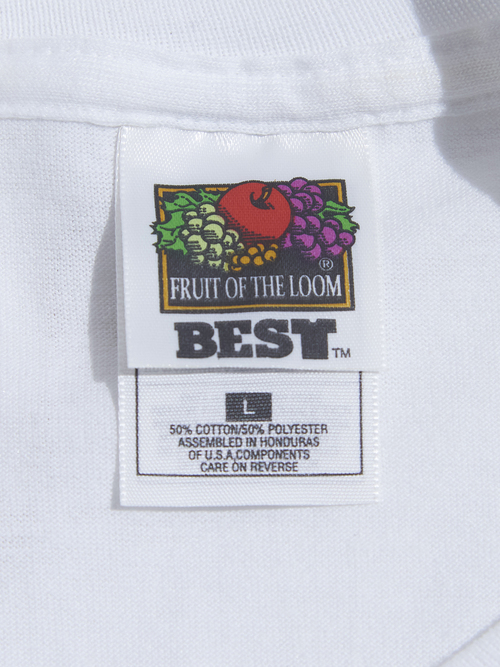 ®
FRUIT OF THE LOOM
BEST™
L
50% COTTON/50% POLYESTER
ASSEMBLED IN HONDURAS
OF U.S.A.COMPONENTS
CARE ON REVERSE